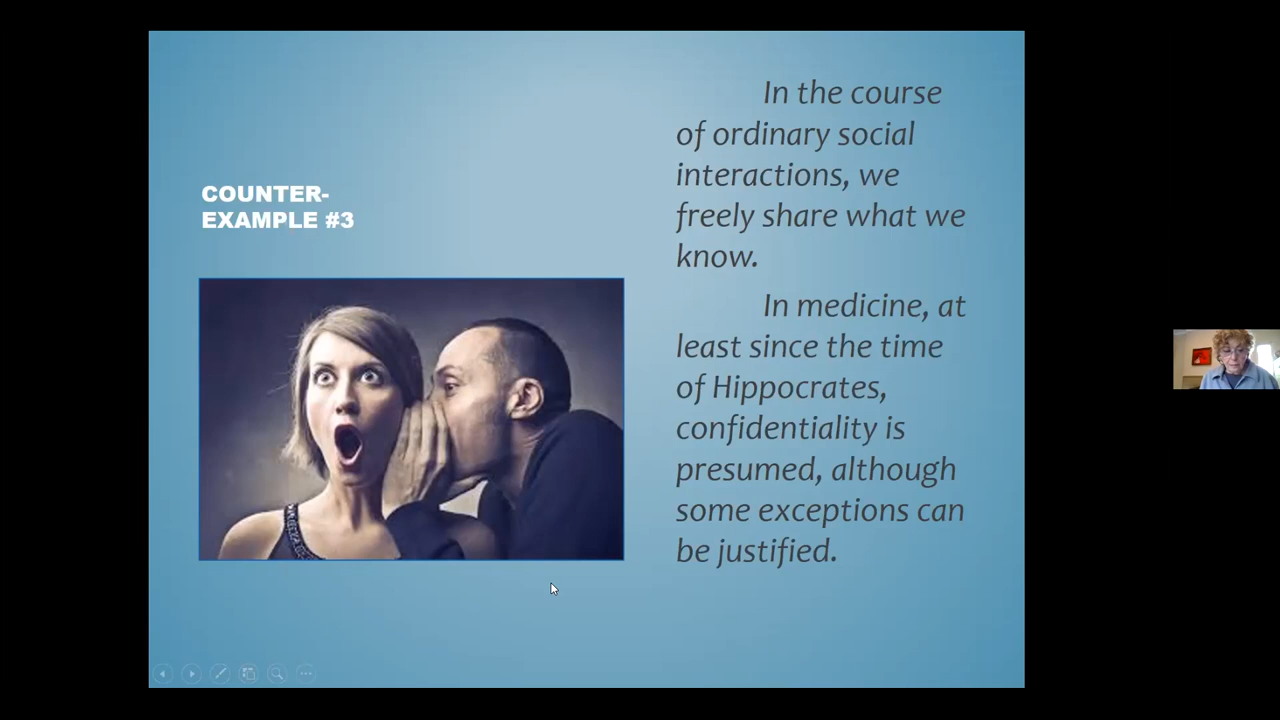 COUNTER-
EXAMPLE #3
In the course
of ordinary social
interactions, we
freely share what we
know.
In medicine, at
least since the time
of Hippocrates,
confidentiality is
presumed, although
some exceptions can
be justified.